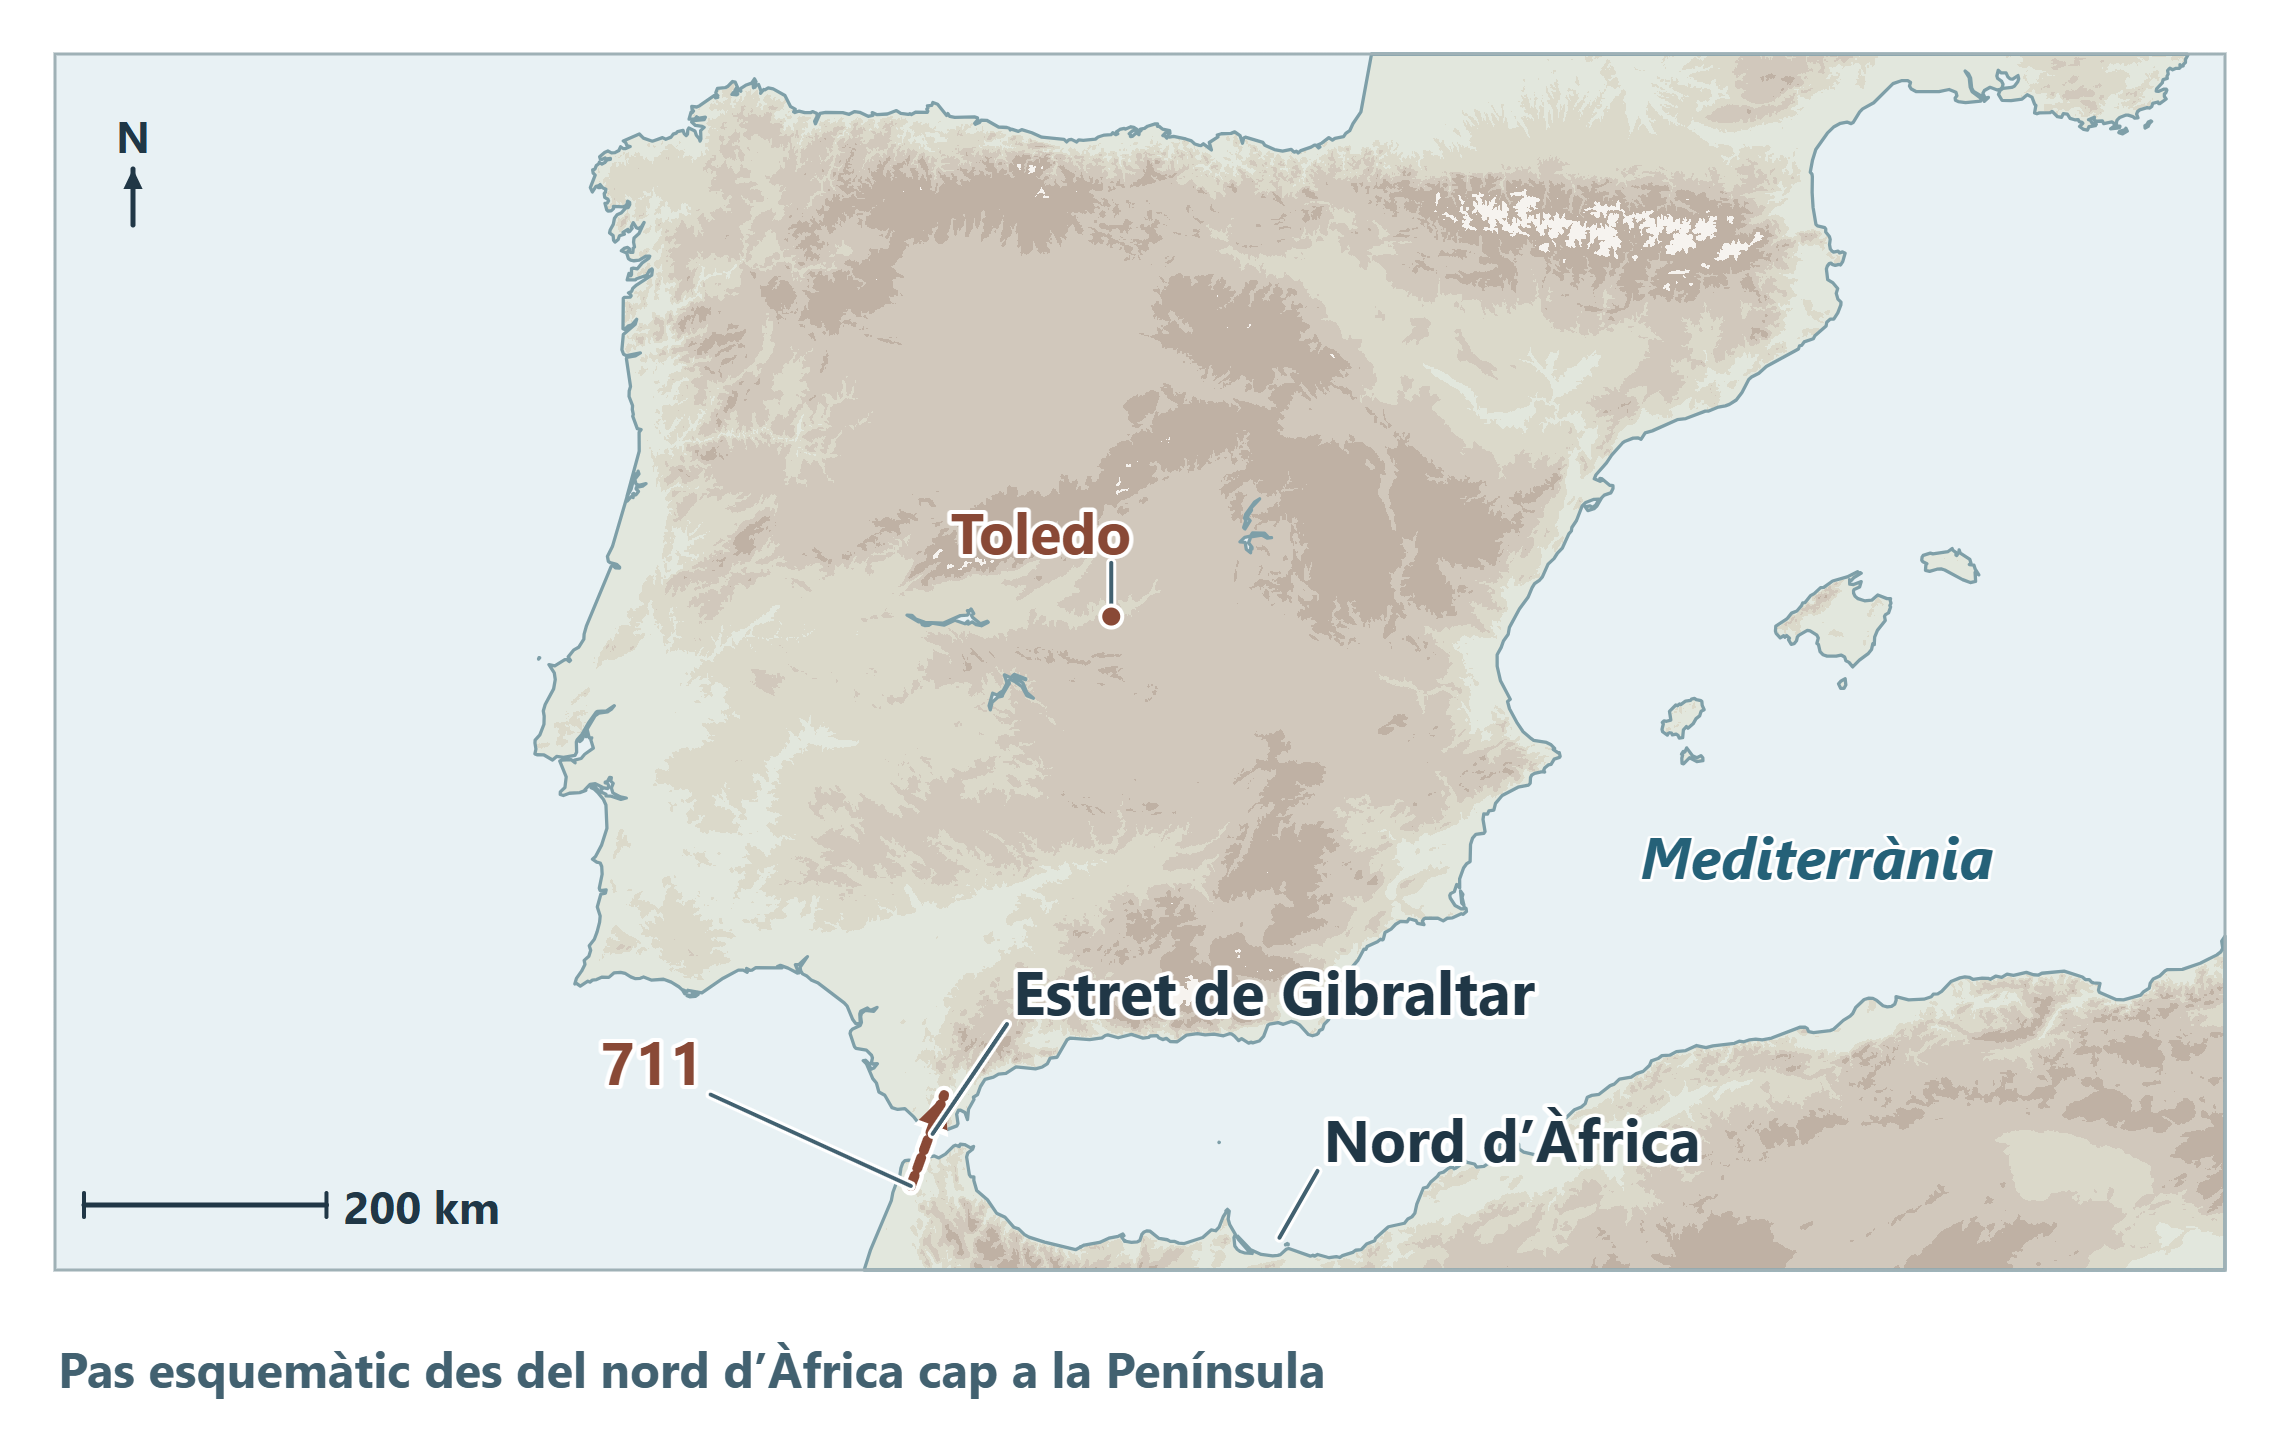 N
Toledo
Mediterrània
Estret de Gibraltar
711
Nord d’Àfrica
200 km
Pas esquemàtic des del nord d’Àfrica cap a la Península